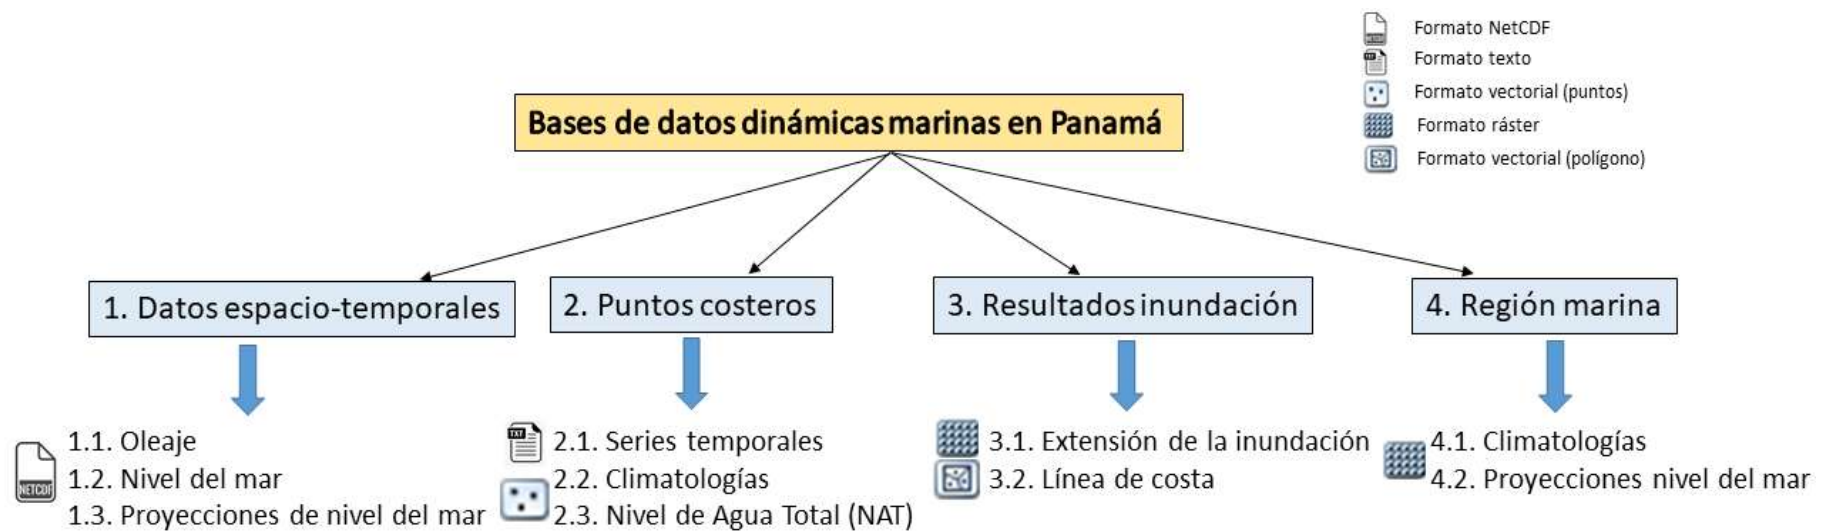 Formato NetCDF
Formato texto
Formato vectorial (puntos)
Formato ráster
Formato vectorial (polígono)
Bases de datos dinámicas marinas en Panamá
1. Datos espacio-temporales
2. Puntos costeros
3. Resultados inundación
4. Región marina
NETCDF
1.1. Oleaje
1.2. Nivel del mar
1.3. Proyecciones de nivel del mar
TXT
2.1. Series temporales
2.2. Climatologías
2.3. Nivel de Agua Total (NAT)
3.1. Extensión de la inundación
3.2. Línea de costa
4.1. Climatologías
4.2. Proyecciones nivel del mar